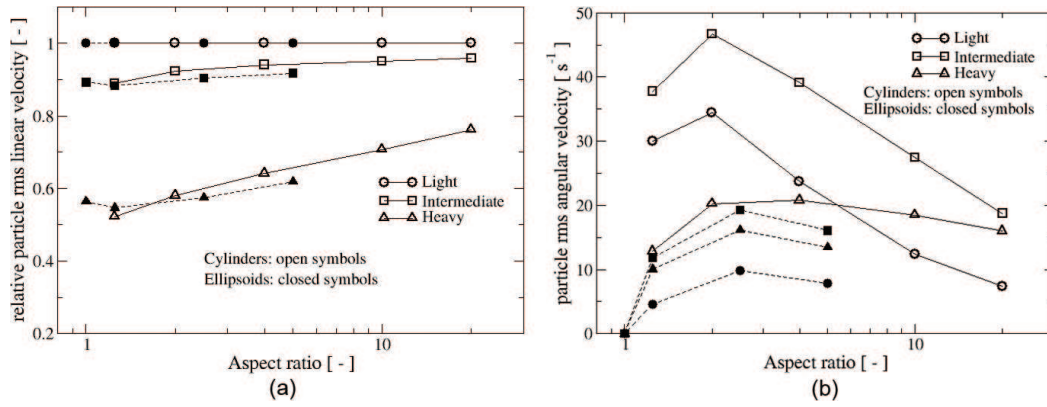 relative particle rms linear velocity [ - ]
1
0.8
0.6
0.4
0.2
Light
Intermediate
Heavy
Cylinders: open symbols
Ellipsoids: closed symbols
1
10
Aspect ratio [ - ]
(a)
particle rms angular velocity [ s⁻¹ ]
50
40
30
20
10
0
Light
Intermediate
Heavy
Cylinders: open symbols
Ellipsoids: closed symbols
1
10
Aspect ratio [ - ]
(b)